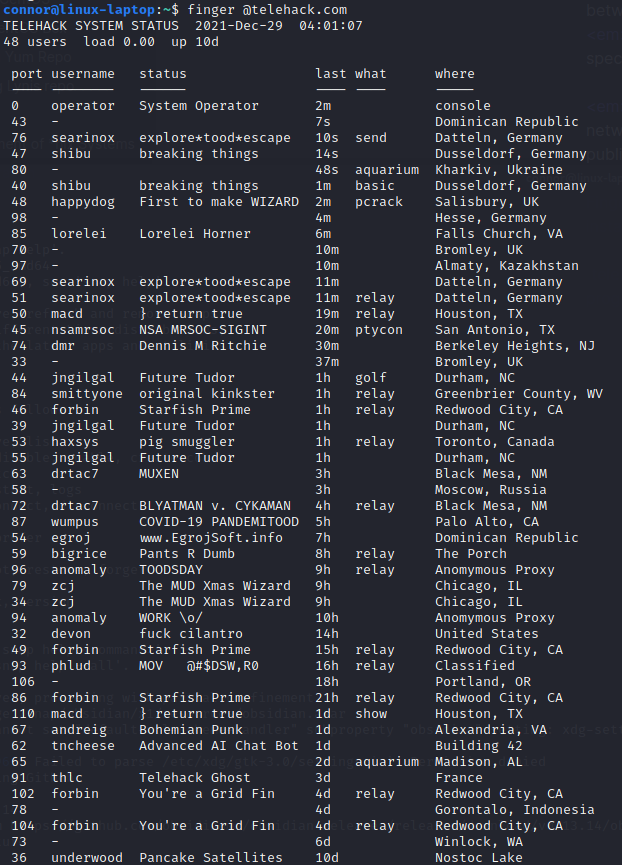 connor@linux-laptop:~$ finger @telehack.com
TELEHACK SYSTEM STATUS  2021-Dec-29  04:01:07
48 users  load 0.00  up 10d

port username   status                last what     where
---- --------   ------                ---- ----     -----
0    operator   System Operator       2m            console
43   -                                7s            Dominican Republic
76   searinox   explore*tood*escape   10s  send     Datteln, Germany
47   shibu      breaking things       14s           Dusseldorf, Germany
80   -                                48s  aquarium Kharkiv, Ukraine
40   shibu      breaking things       1m   basic    Dusseldorf, Germany
48   happydog   First to make WIZARD  2m   pcrack   Salisbury, UK
98   -                                4m            Hesse, Germany
85   lorelei    Lorelei Horner        6m            Falls Church, VA
70   -                                10m           Bromley, UK
97   -                                10m           Almaty, Kazakhstan
69   searinox   explore*tood*escape   11m           Datteln, Germany
51   searinox   explore*tood*escape   11m  relay    Datteln, Germany
50   macd       } return true         19m  relay    Houston, TX
45   nsamrsoc   NSA MRSOC-SIGINT      20m  ptycon   San Antonio, TX
74   dmr        Dennis M Ritchie      30m           Berkeley Heights, NJ
33   -                                37m           Bromley, UK
44   jngilgal   Future Tudor          1h   golf     Durham, NC
84   smittyone  original kinkster     1h   relay    Greenbrier County, WV
46   forbin     Starfish Prime        1h   relay    Redwood City, CA
39   jngilgal   Future Tudor          1h            Durham, NC
53   haxsys     pig smuggler          1h   relay    Toronto, Canada
55   jngilgal   Future Tudor          1h            Durham, NC
63   drtac7     MUXEN                 3h            Black Mesa, NM
58   -                                3h            Moscow, Russia
72   drtac7     BLYATMAN v. CYKAMAN   4h   relay    Black Mesa, NM
87   wumpus     COVID-19 PANDEMITOOD  5h            Palo Alto, CA
54   egroj      www.EgrojSoft.info    7h            Dominican Republic
59   bigrice    Pants R Dumb          8h   relay    The Porch
96   anomaly    TOODSDAY              9h   relay    Anomymous Proxy
79   zcj        The MUD Xmas Wizard   9h            Chicago, IL
34   zcj        The MUD Xmas Wizard   9h            Chicago, IL
94   anomaly    WORK \o/              10h           Anomymous Proxy
32   devon      fuck cilantro         14h           United States
49   forbin     Starfish Prime        15h  relay    Redwood City, CA
93   phlud      MOV   @#$DSW,R0       16h  relay    Classified
106  -                                18h           Portland, OR
86   forbin     Starfish Prime        21h  relay    Redwood City, CA
110  macd       } return true         1d   show     Houston, TX
67   andreig    Bohemian Punk         1d            Alexandria, VA
62   tncheese   Advanced AI Chat Bot  1d            Building 42
65   -                                2d   aquarium Madison, AL
91   thlc       Telehack Ghost        3d            France
102  forbin     You're a Grid Fin     4d   relay    Redwood City, CA
78   -                                4d            Gorontalo, Indonesia
104  forbin     You're a Grid Fin     4d   relay    Redwood City, CA
73   -                                6d            Winlock, WA
36   underwood  Pancake Satellites    10d           Nostoc Lake